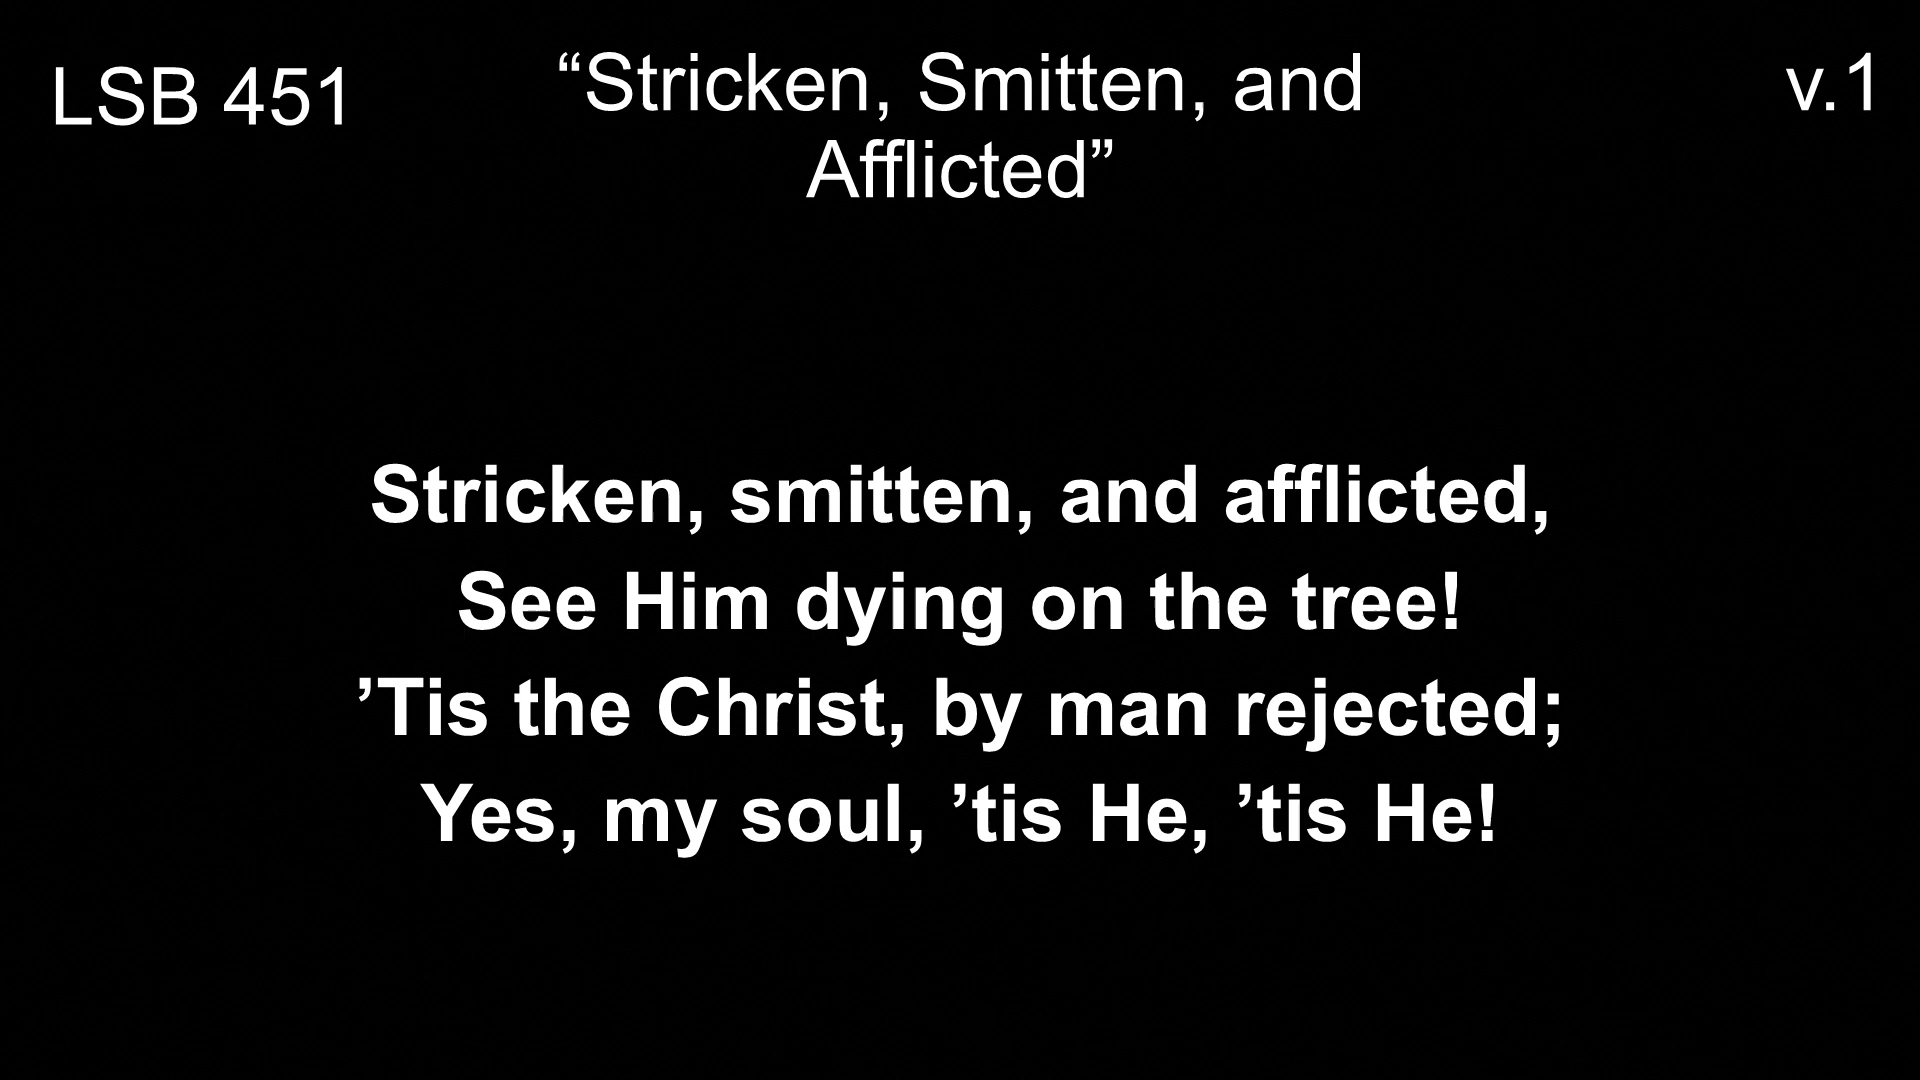 LSB 451
“Stricken, Smitten, and
Afflicted”
v.1
Stricken, smitten, and afflicted,
See Him dying on the tree!
’Tis the Christ, by man rejected;
Yes, my soul, ’tis He, ’tis He!